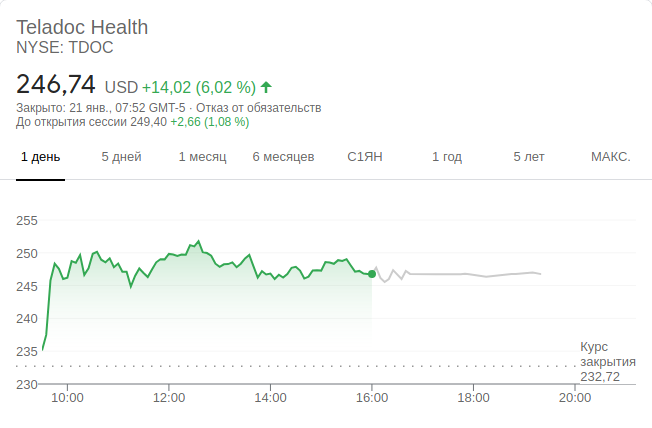 Teladoc Health
NYSE: TDOC
246,74 USD +14,02 (6,02 %)
Закрыто: 21 янв., 07:52 GMT-5 · Отказ от обязательств
До открытия сессии 249,40 +2,66 (1,08 %)
1 день 5 дней 1 месяц 6 месяцев С1ЯН 1 год 5 лет МАКС.
255
250
245
240
235
230
Курс
закрытия
232,72
10:00 12:00 14:00 16:00 18:00 20:00